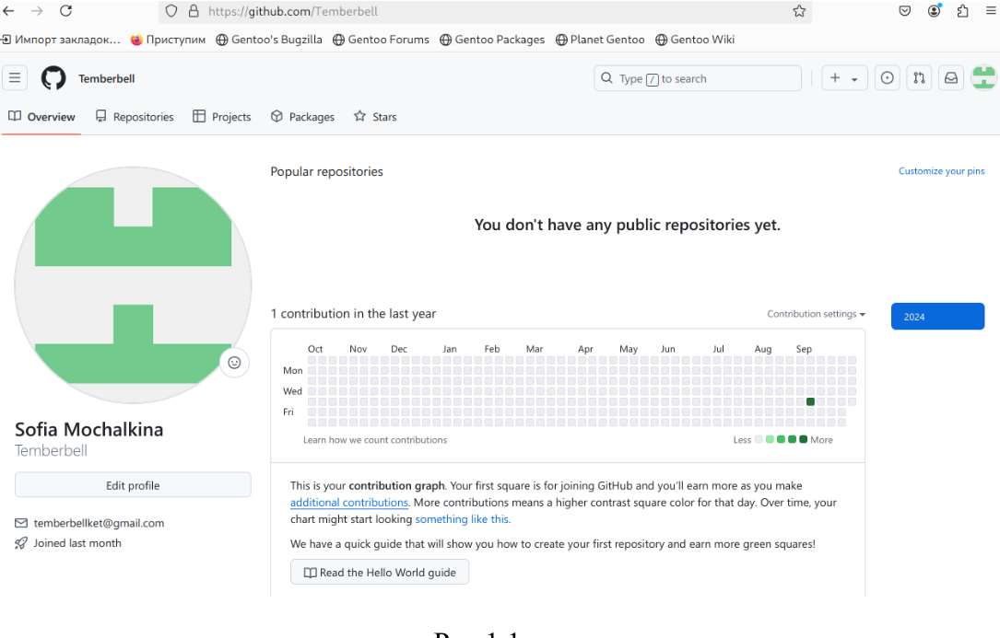 https://github.com/Temberbell
Импорт закладок... Приступим Gentoo's Bugzilla Gentoo Forums Gentoo Packages Planet Gentoo Gentoo Wiki
Temberbell
Type / to search
Overview Repositories Projects Packages Stars
Popular repositories
Customize your pins
You don't have any public repositories yet.
1 contribution in the last year
Contribution settings
2024
Oct Nov Dec Jan Feb Mar Apr May Jun Jul Aug Sep
Mon
Wed
Fri
Learn how we count contributions
Less More
Sofia Mochalkina
Temberbell
Edit profile
temberbellket@gmail.com
Joined last month
This is your contribution graph. Your first square is for joining GitHub and you'll earn more as you make
additional contributions. More contributions means a higher contrast square color for that day. Over time, your
chart might start looking something like this.
We have a quick guide that will show you how to create your first repository and earn more green squares!
Read the Hello World guide